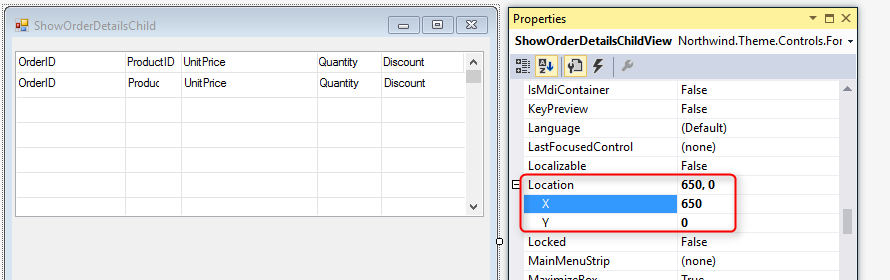 ShowOrderDetailsChild
OrderID ProductID UnitPrice Quantity Discount
OrderID Produc UnitPrice Quantity Discount
Properties
ShowOrderDetailsChildView Northwind.Theme.Controls.For
IsMdiContainer False
KeyPreview False
Language (Default)
LastFocusedControl (none)
Localizable False
Location 650, 0
X 650
Y 0
Locked False
MainMenuStrip (none)
MaximizeBox True